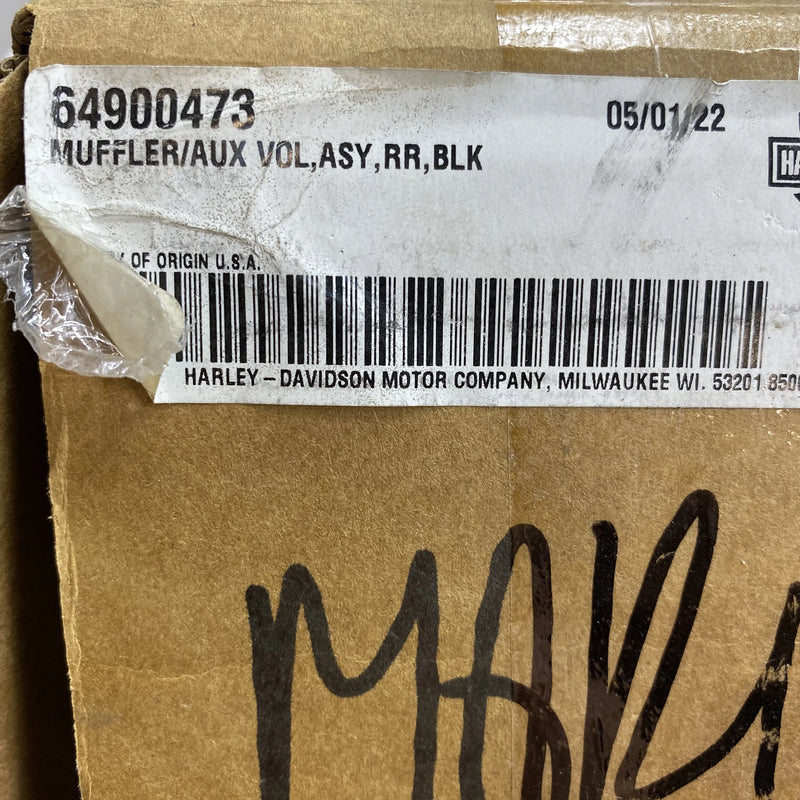 64900473 05/01/22
MUFFLER/AUX VOL,ASY,RR,BLK
OF ORIGIN U.S.A.
HARLEY-DAVIDSON MOTOR COMPANY, MILWAUKEE WI. 53201